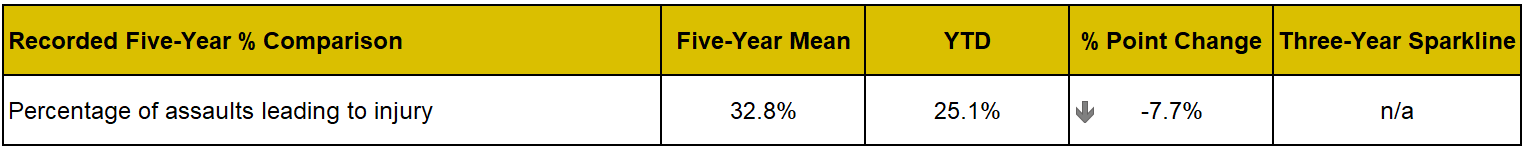 Recorded Five-Year % Comparison Five-Year Mean YTD % Point Change Three-Year Sparkline
Percentage of assaults leading to injury 32.8% 25.1% -7.7% n/a